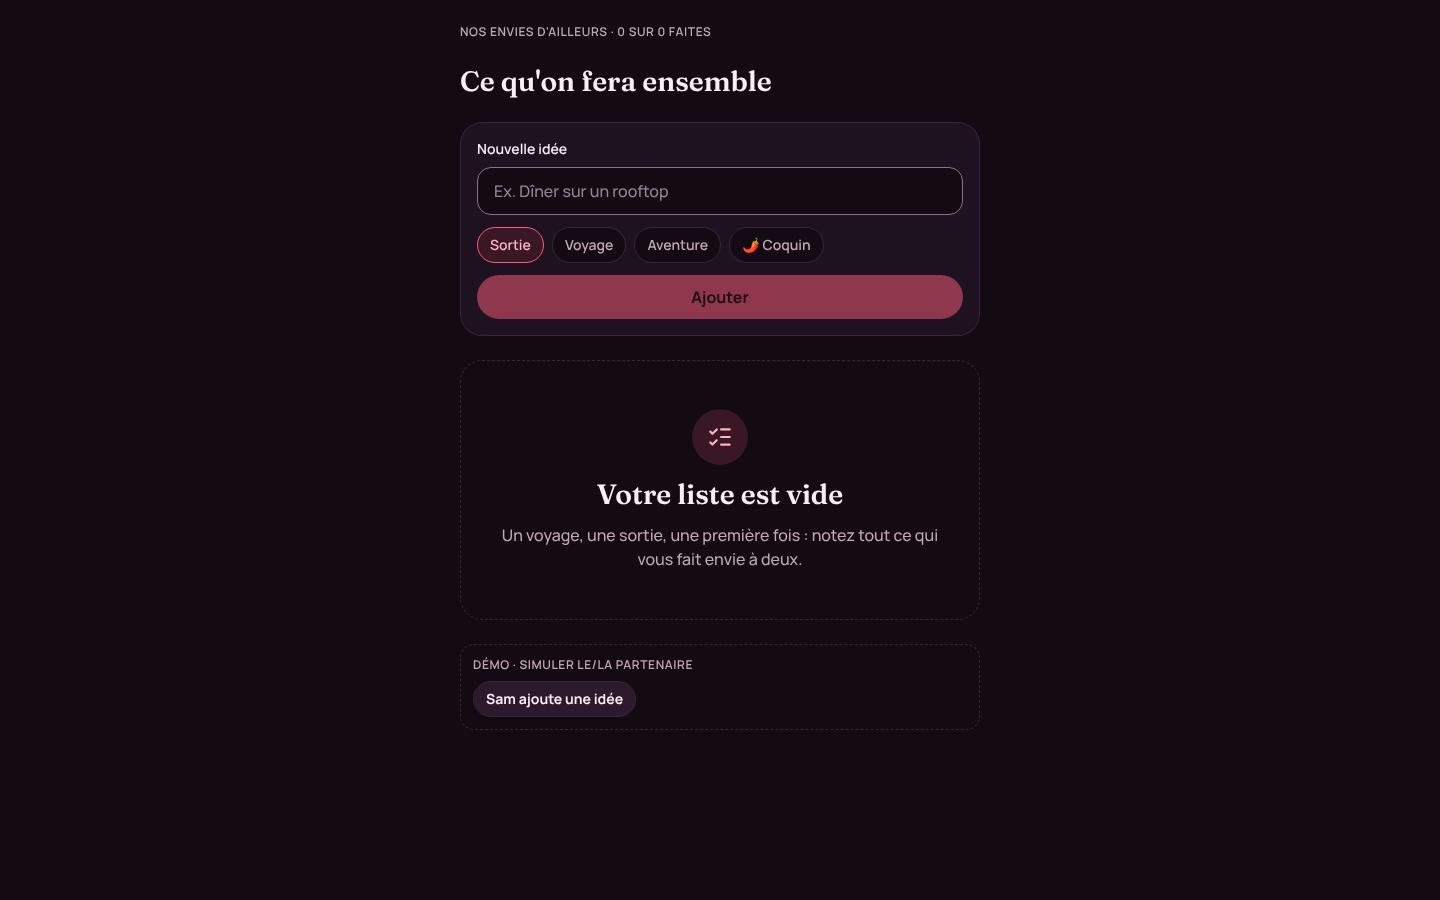 NOS ENVIES D'AILLEURS · 0 SUR 0 FAITES
Ce qu'on fera ensemble
Nouvelle idée
Ex. Dîner sur un rooftop
Sortie
Voyage
Aventure
🌶️ Coquin
Ajouter
Votre liste est vide
Un voyage, une sortie, une première fois : notez tout ce qui
vous fait envie à deux.
DÉMO · SIMULER LE/LA PARTENAIRE
Sam ajoute une idée